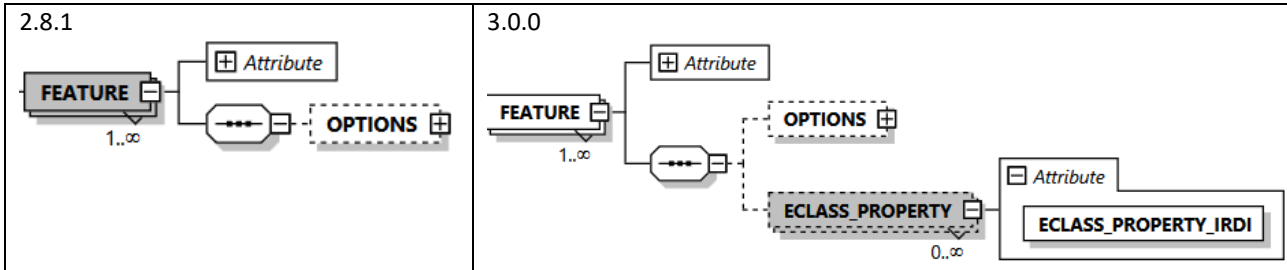 2.8.1
Attribute
FEATURE
1..∞
OPTIONS
3.0.0
Attribute
FEATURE
1..∞
OPTIONS
ECLASS_PROPERTY
0..∞
Attribute
ECLASS_PROPERTY_IRDI